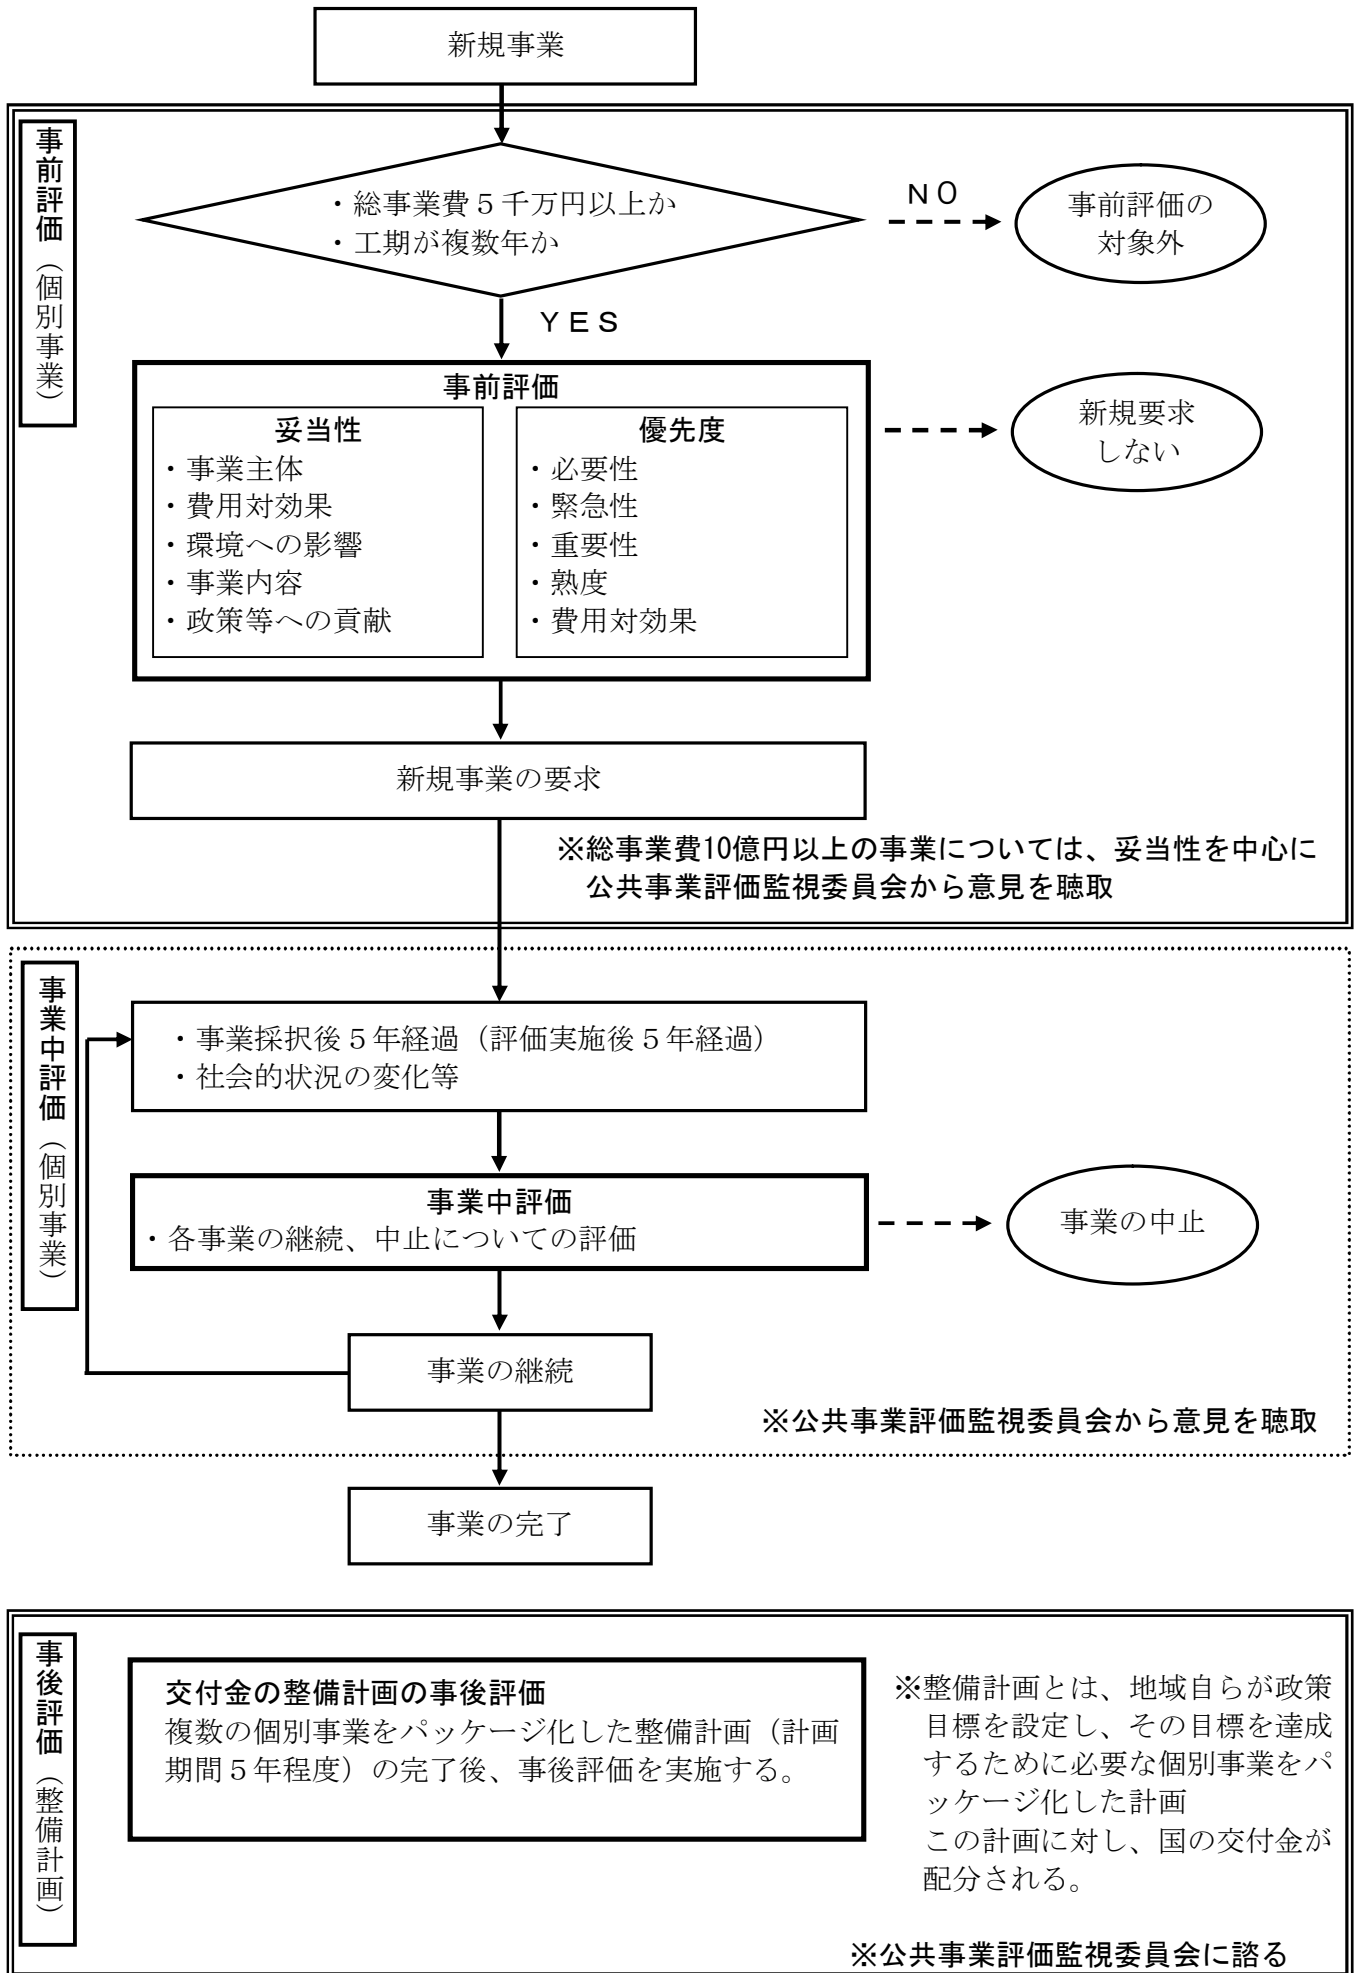 新規事業
事前評価（個別事業）
・総事業費５千万円以上か
・工期が複数年か
ＮＯ
事前評価の
対象外
ＹＥＳ
事前評価
妥当性
・事業主体
・費用対効果
・環境への影響
・事業内容
・政策等への貢献
優先度
・必要性
・緊急性
・重要性
・熟度
・費用対効果
新規要求
しない
新規事業の要求
※総事業費10億円以上の事業については、妥当性を中心に
公共事業評価監視委員会から意見を聴取
事業中評価（個別事業）
・事業採択後５年経過（評価実施後５年経過）
・社会的状況の変化等
事業中評価
・各事業の継続、中止についての評価
事業の中止
事業の継続
※公共事業評価監視委員会から意見を聴取
事業の完了
事後評価（整備計画）
交付金の整備計画の事後評価
複数の個別事業をパッケージ化した整備計画（計画
期間５年程度）の完了後、事後評価を実施する。
※整備計画とは、地域自らが政策
目標を設定し、その目標を達成
するために必要な個別事業をパ
ッケージ化した計画
この計画に対し、国の交付金が
配分される。
※公共事業評価監視委員会に諮る